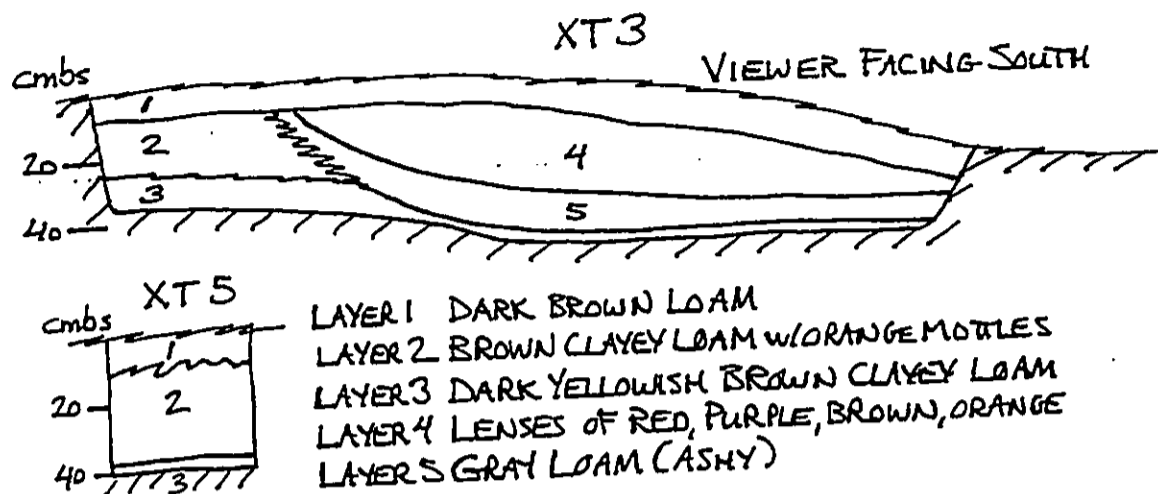 XT3
VIEWER FACING SOUTH
cmbs
1
2
4
20
3
5
40
XT5
cmbs
1
20
2
40
3
LAYER 1 DARK BROWN LOAM
LAYER 2 BROWN CLAYEY LOAM W/ORANGE MOTTLES
LAYER 3 DARK YELLOWISH BROWN CLAYEY LOAM
LAYER 4 LENSES OF RED, PURPLE, BROWN, ORANGE
LAYER 5 GRAY LOAM (ASHY)